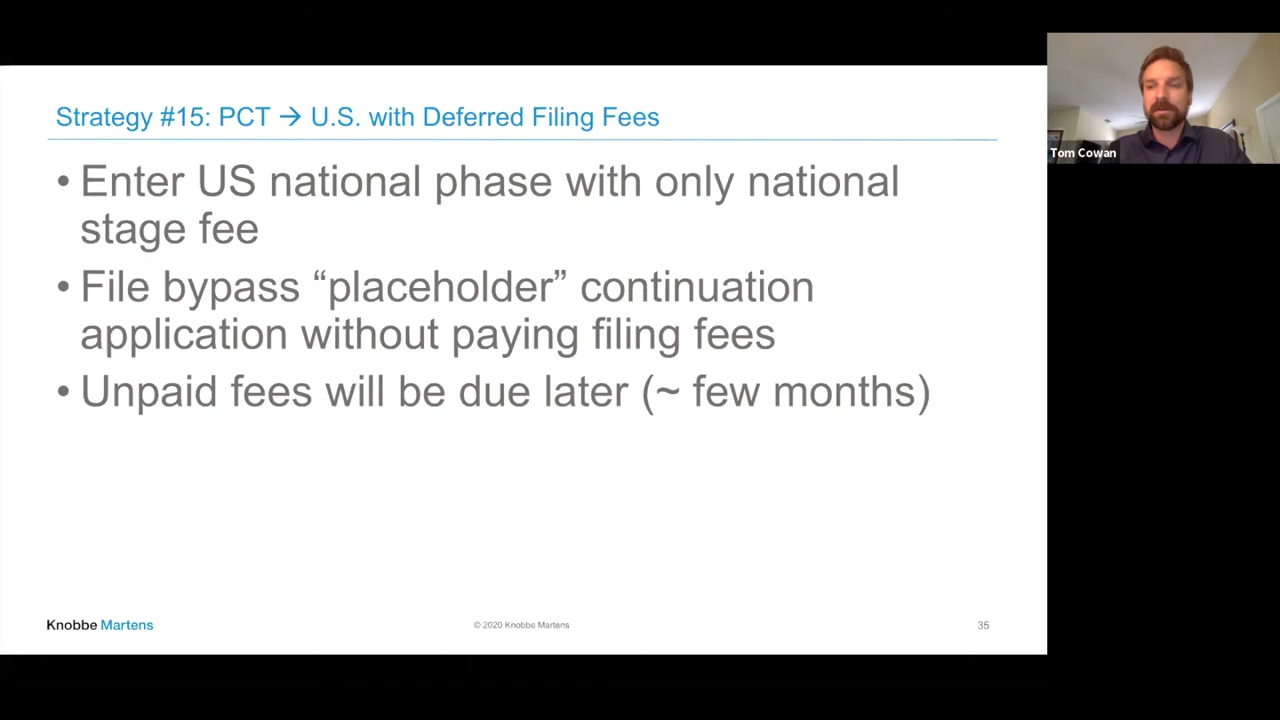 Strategy #15: PCT → U.S. with Deferred Filing Fees
• Enter US national phase with only national
stage fee
• File bypass “placeholder” continuation
application without paying filing fees
• Unpaid fees will be due later (~ few months)
Knobbe Martens
© 2020 Knobbe Martens
35
Tom Cowan